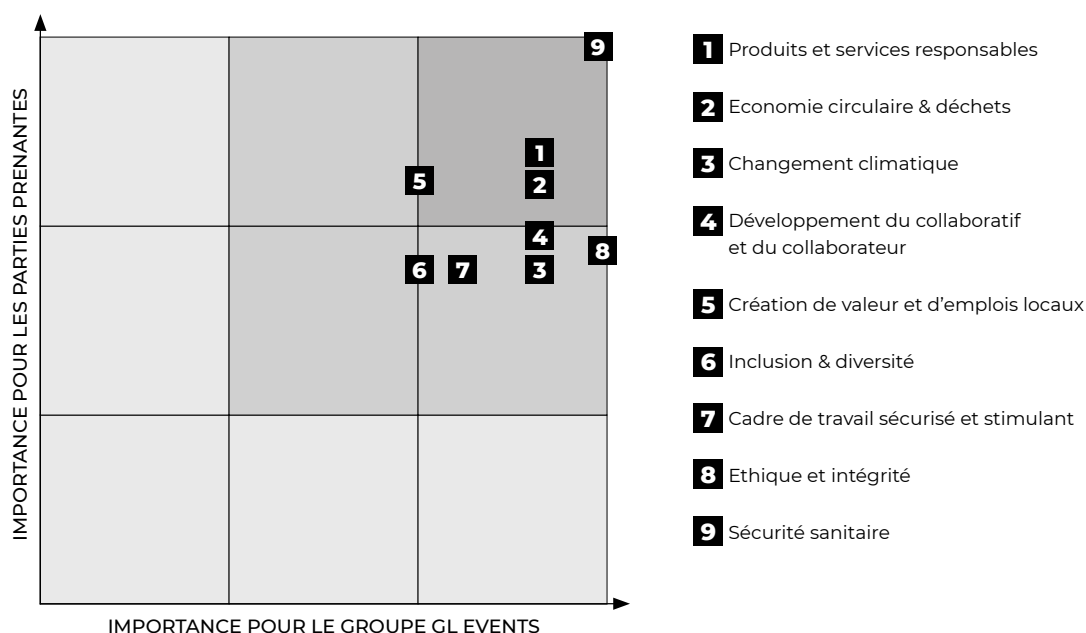 IMPORTANCE POUR LES PARTIES PRENANTES
9
1
5
2
4
8
6
7
3
IMPORTANCE POUR LE GROUPE GL EVENTS
1 Produits et services responsables
2 Economie circulaire & déchets
3 Changement climatique
4 Développement du collaboratif
et du collaborateur
5 Création de valeur et d’emplois locaux
6 Inclusion & diversité
7 Cadre de travail sécurisé et stimulant
8 Ethique et intégrité
9 Sécurité sanitaire